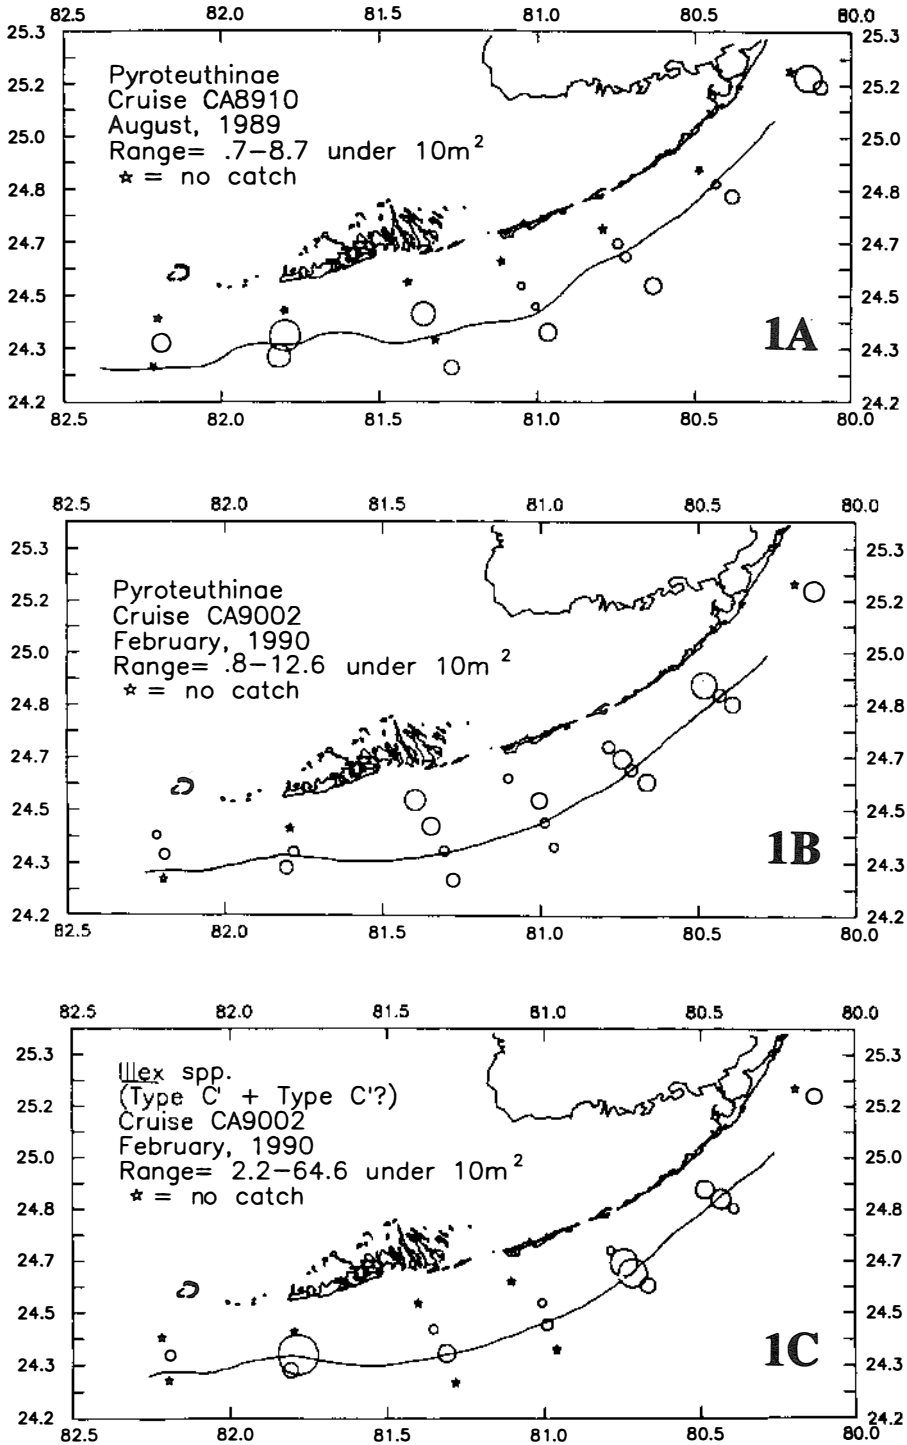 82.5 82.0 81.5 81.0 80.5 80.0
25.3 25.3
Pyroteuthinae
25.2 25.2
Cruise CA8910
August, 1989
25.0 25.0
Range= .7–8.7 under 10m²
☆ = no catch
24.8 24.8
24.7 24.7
24.5 24.5
1A
24.3 24.3
24.2 24.2
82.5 82.0 81.5 81.0 80.5 80.0
82.5 82.0 81.5 81.0 80.5 80.0
25.3 25.3
Pyroteuthinae
25.2 25.2
Cruise CA9002
February, 1990
25.0 25.0
Range= .8–12.6 under 10m²
☆ = no catch
24.8 24.8
24.7 24.7
24.5 24.5
1B
24.3 24.3
24.2 24.2
82.5 82.0 81.5 81.0 80.5 80.0
82.5 82.0 81.5 81.0 80.5 80.0
25.3 25.3
Illex spp.
(Type C' + Type C'?)
25.2 25.2
Cruise CA9002
February, 1990
25.0 25.0
Range= 2.2–64.6 under 10m²
☆ = no catch
24.8 24.8
24.7 24.7
24.5 24.5
1C
24.3 24.3
24.2 24.2
82.5 82.0 81.5 81.0 80.5 80.0